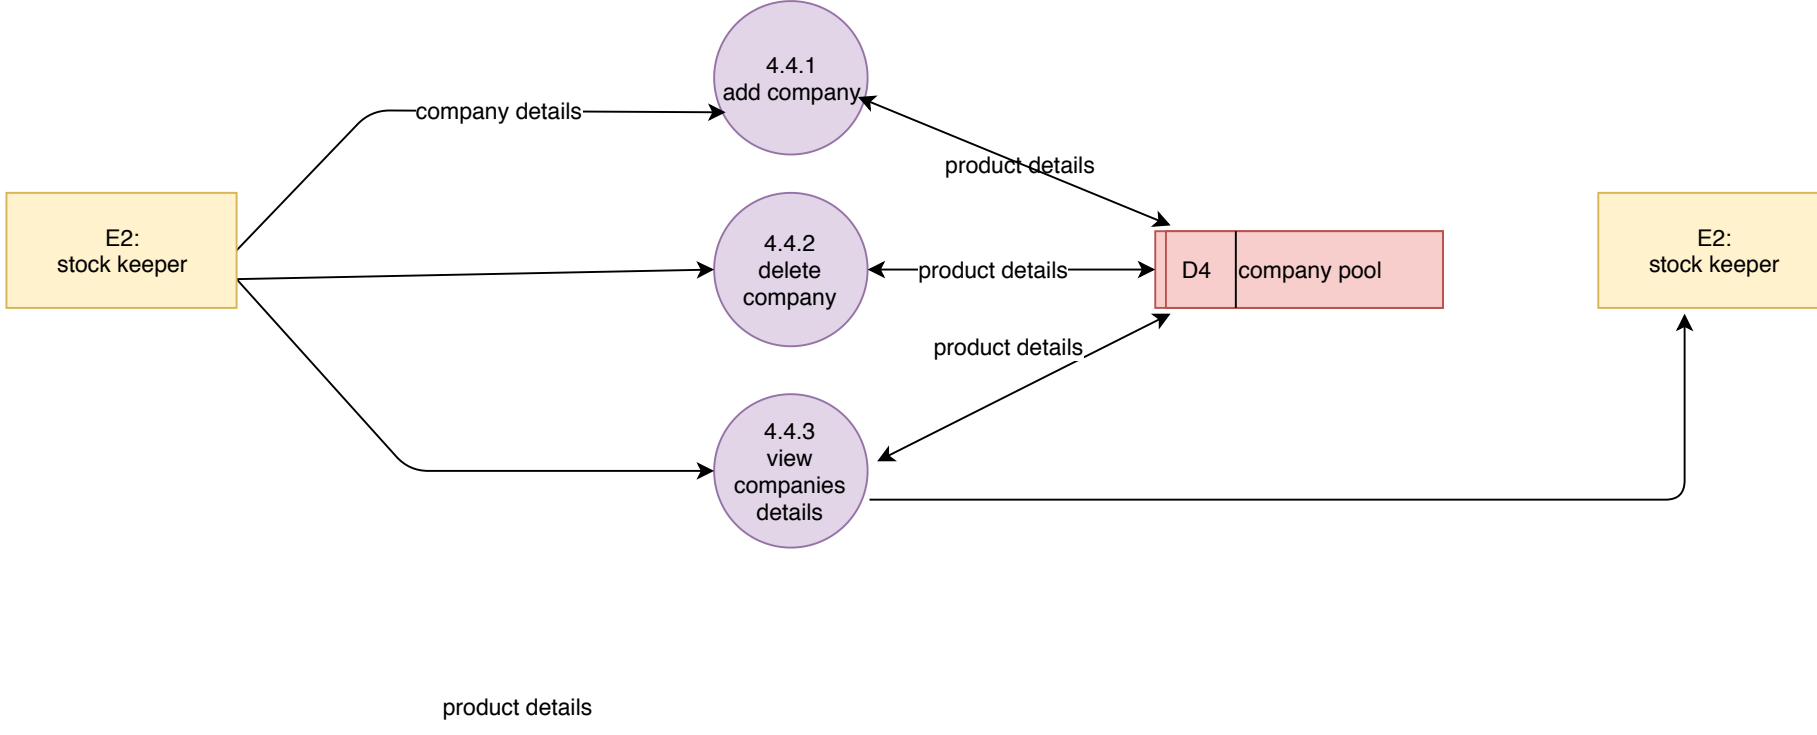 4.4.1
add company
company details
product details
E2:
stock keeper
4.4.2
delete
company
product details
D4
company pool
E2:
stock keeper
product details
4.4.3
view
companies
details
product details